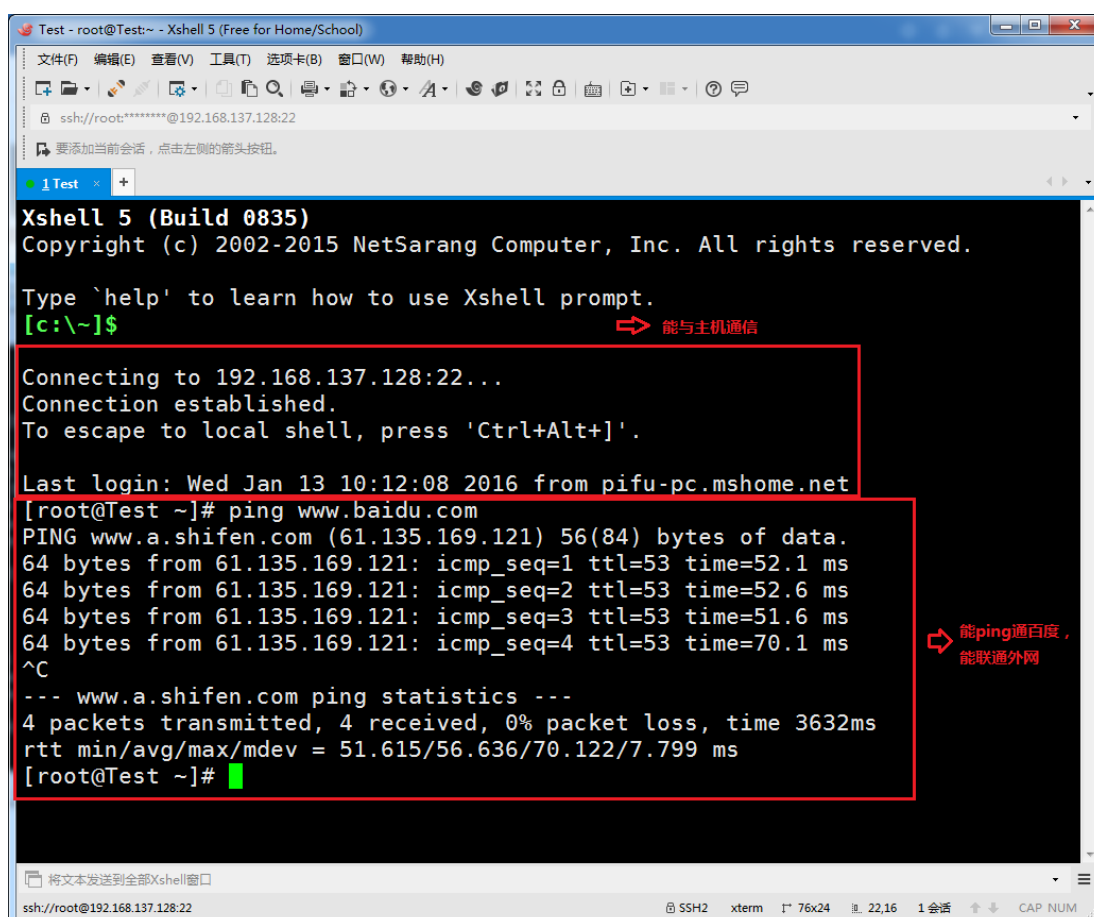 Test - root@Test:~ - Xshell 5 (Free for Home/School)
文件(F) 编辑(E) 查看(V) 工具(T) 选项卡(B) 窗口(W) 帮助(H)
ssh://root:********@192.168.137.128:22
要添加当前会话，点击左侧的箭头按钮。
1 Test × +
Xshell 5 (Build 0835)
Copyright (c) 2002-2015 NetSarang Computer, Inc. All rights reserved.
Type `help' to learn how to use Xshell prompt.
[c:\~]$
能与主机通信
Connecting to 192.168.137.128:22...
Connection established.
To escape to local shell, press 'Ctrl+Alt+]'.
Last login: Wed Jan 13 10:12:08 2016 from pifu-pc.mshome.net
[root@Test ~]# ping www.baidu.com
PING www.a.shifen.com (61.135.169.121) 56(84) bytes of data.
64 bytes from 61.135.169.121: icmp_seq=1 ttl=53 time=52.1 ms
64 bytes from 61.135.169.121: icmp_seq=2 ttl=53 time=52.6 ms
64 bytes from 61.135.169.121: icmp_seq=3 ttl=53 time=51.6 ms
64 bytes from 61.135.169.121: icmp_seq=4 ttl=53 time=70.1 ms
能ping通百度，
能联通外网
^C
--- www.a.shifen.com ping statistics ---
4 packets transmitted, 4 received, 0% packet loss, time 3632ms
rtt min/avg/max/mdev = 51.615/56.636/70.122/7.799 ms
[root@Test ~]#
将文本发送到全部Xshell窗口
ssh://root@192.168.137.128:22 SSH2 xterm 76x24 22,16 1 会话 CAP NUM